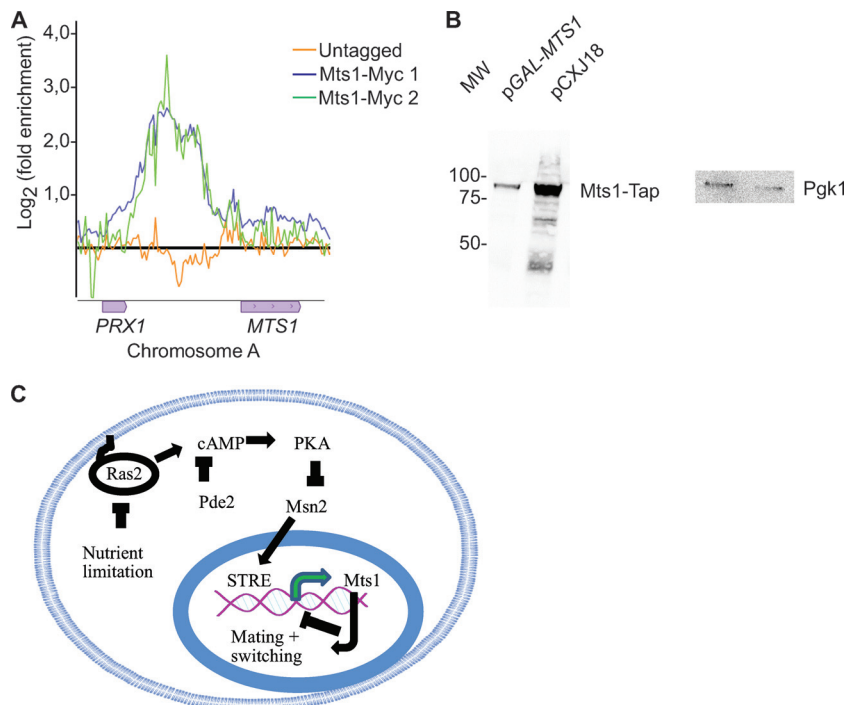 A
Log2 (fold enrichment)
4,0
3,0
2,0
1,0
Untagged
Mts1-Myc 1
Mts1-Myc 2
PRX1
MTS1
Chromosome A
B
MW
pGAL-MTS1
pCXJ18
100-
75-
50-
Mts1-Tap
Pgk1
C
Ras2
cAMP
PKA
Pde2
Msn2
Nutrient
limitation
STRE
Mts1
Mating +
switching